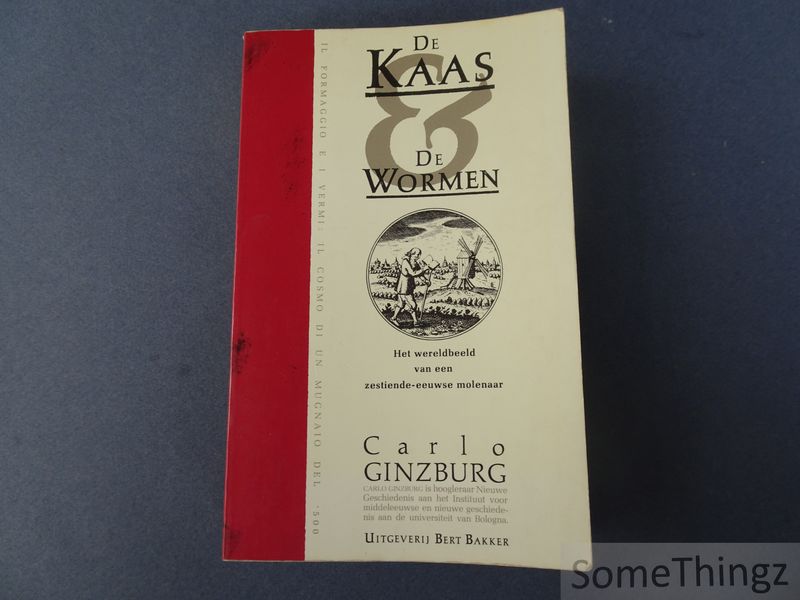 DE
KAAS
&
DE
WORMEN
IL FORMAGGIO E I VERMI: IL COSMO DI UN MUGNAIO DEL '500
Het wereldbeeld
van een
zestiende-eeuwse molenaar
Carlo
GINZBURG
CARLO GINZBURG is hoogleraar Nieuwe
Geschiedenis aan het Instituut voor
middeleeuwse en nieuwe geschiede-
nis aan de universiteit van Bologna.
UITGEVERIJ BERT BAKKER
SomeThingz